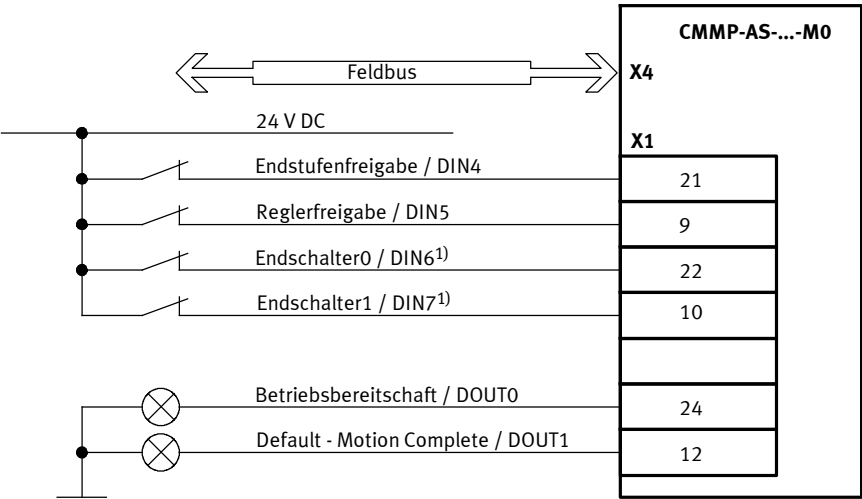 CMMP-AS-...-M0
Feldbus
X4
24 V DC
X1
Endstufenfreigabe / DIN4
21
Reglerfreigabe / DIN5
9
Endschalter0 / DIN6¹⁾
22
Endschalter1 / DIN7¹⁾
10
Betriebsbereitschaft / DOUT0
24
Default - Motion Complete / DOUT1
12